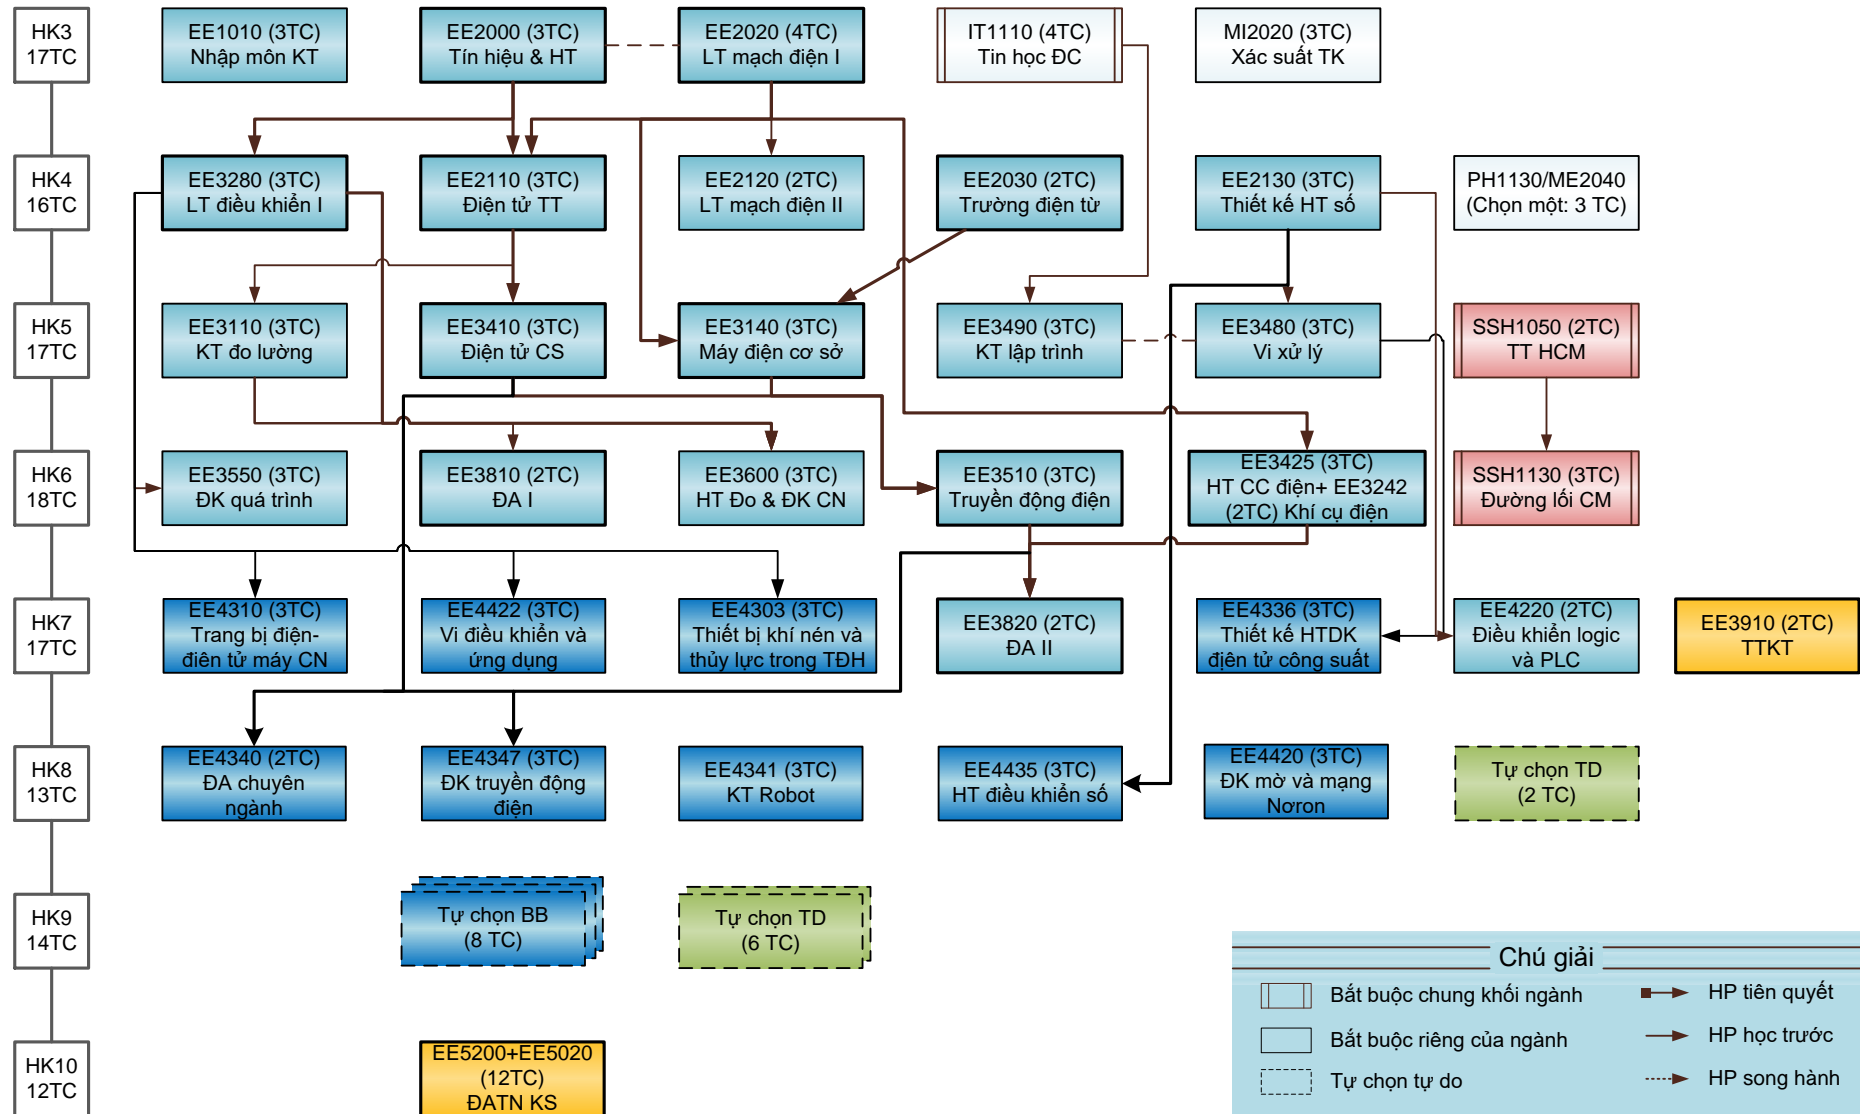 HK3
17TC
EE1010 (3TC)
Nhập môn KT
EE2000 (3TC)
Tín hiệu & HT
EE2020 (4TC)
LT mạch điện I
IT1110 (4TC)
Tin học ĐC
MI2020 (3TC)
Xác suất TK
HK4
16TC
EE3280 (3TC)
LT điều khiển I
EE2110 (3TC)
Điện tử TT
EE2120 (2TC)
LT mạch điện II
EE2030 (2TC)
Trường điện từ
EE2130 (3TC)
Thiết kế HT số
PH1130/ME2040
(Chọn một: 3 TC)
HK5
17TC
EE3110 (3TC)
KT đo lường
EE3410 (3TC)
Điện tử CS
EE3140 (3TC)
Máy điện cơ sở
EE3490 (3TC)
KT lập trình
EE3480 (3TC)
Vi xử lý
SSH1050 (2TC)
TT HCM
HK6
18TC
EE3550 (3TC)
ĐK quá trình
EE3810 (2TC)
ĐA I
EE3600 (3TC)
HT Đo & ĐK CN
EE3510 (3TC)
Truyền động điện
EE3425 (3TC)
HT CC điện+ EE3242
(2TC) Khí cụ điện
SSH1130 (3TC)
Đường lối CM
HK7
17TC
EE4310 (3TC)
Trang bị điện-
điên tử máy CN
EE4422 (3TC)
Vi điều khiển và
ứng dụng
EE4303 (3TC)
Thiết bị khí nén và
thủy lực trong TĐH
EE3820 (2TC)
ĐA II
EE4336 (3TC)
Thiết kế HTDK
điện tử công suất
EE4220 (2TC)
Điều khiển logic
và PLC
EE3910 (2TC)
TTKT
HK8
13TC
EE4340 (2TC)
ĐA chuyên
ngành
EE4347 (3TC)
ĐK truyền động
điện
EE4341 (3TC)
KT Robot
EE4435 (3TC)
HT điều khiển số
EE4420 (3TC)
ĐK mờ và mạng
Nơron
Tự chọn TD
(2 TC)
HK9
14TC
Tự chọn BB
(8 TC)
Tự chọn TD
(6 TC)
HK10
12TC
EE5200+EE5020
(12TC)
ĐATN KS
Chú giải
Bắt buộc chung khối ngành
HP tiên quyết
Bắt buộc riêng của ngành
HP học trước
Tự chọn tự do
HP song hành